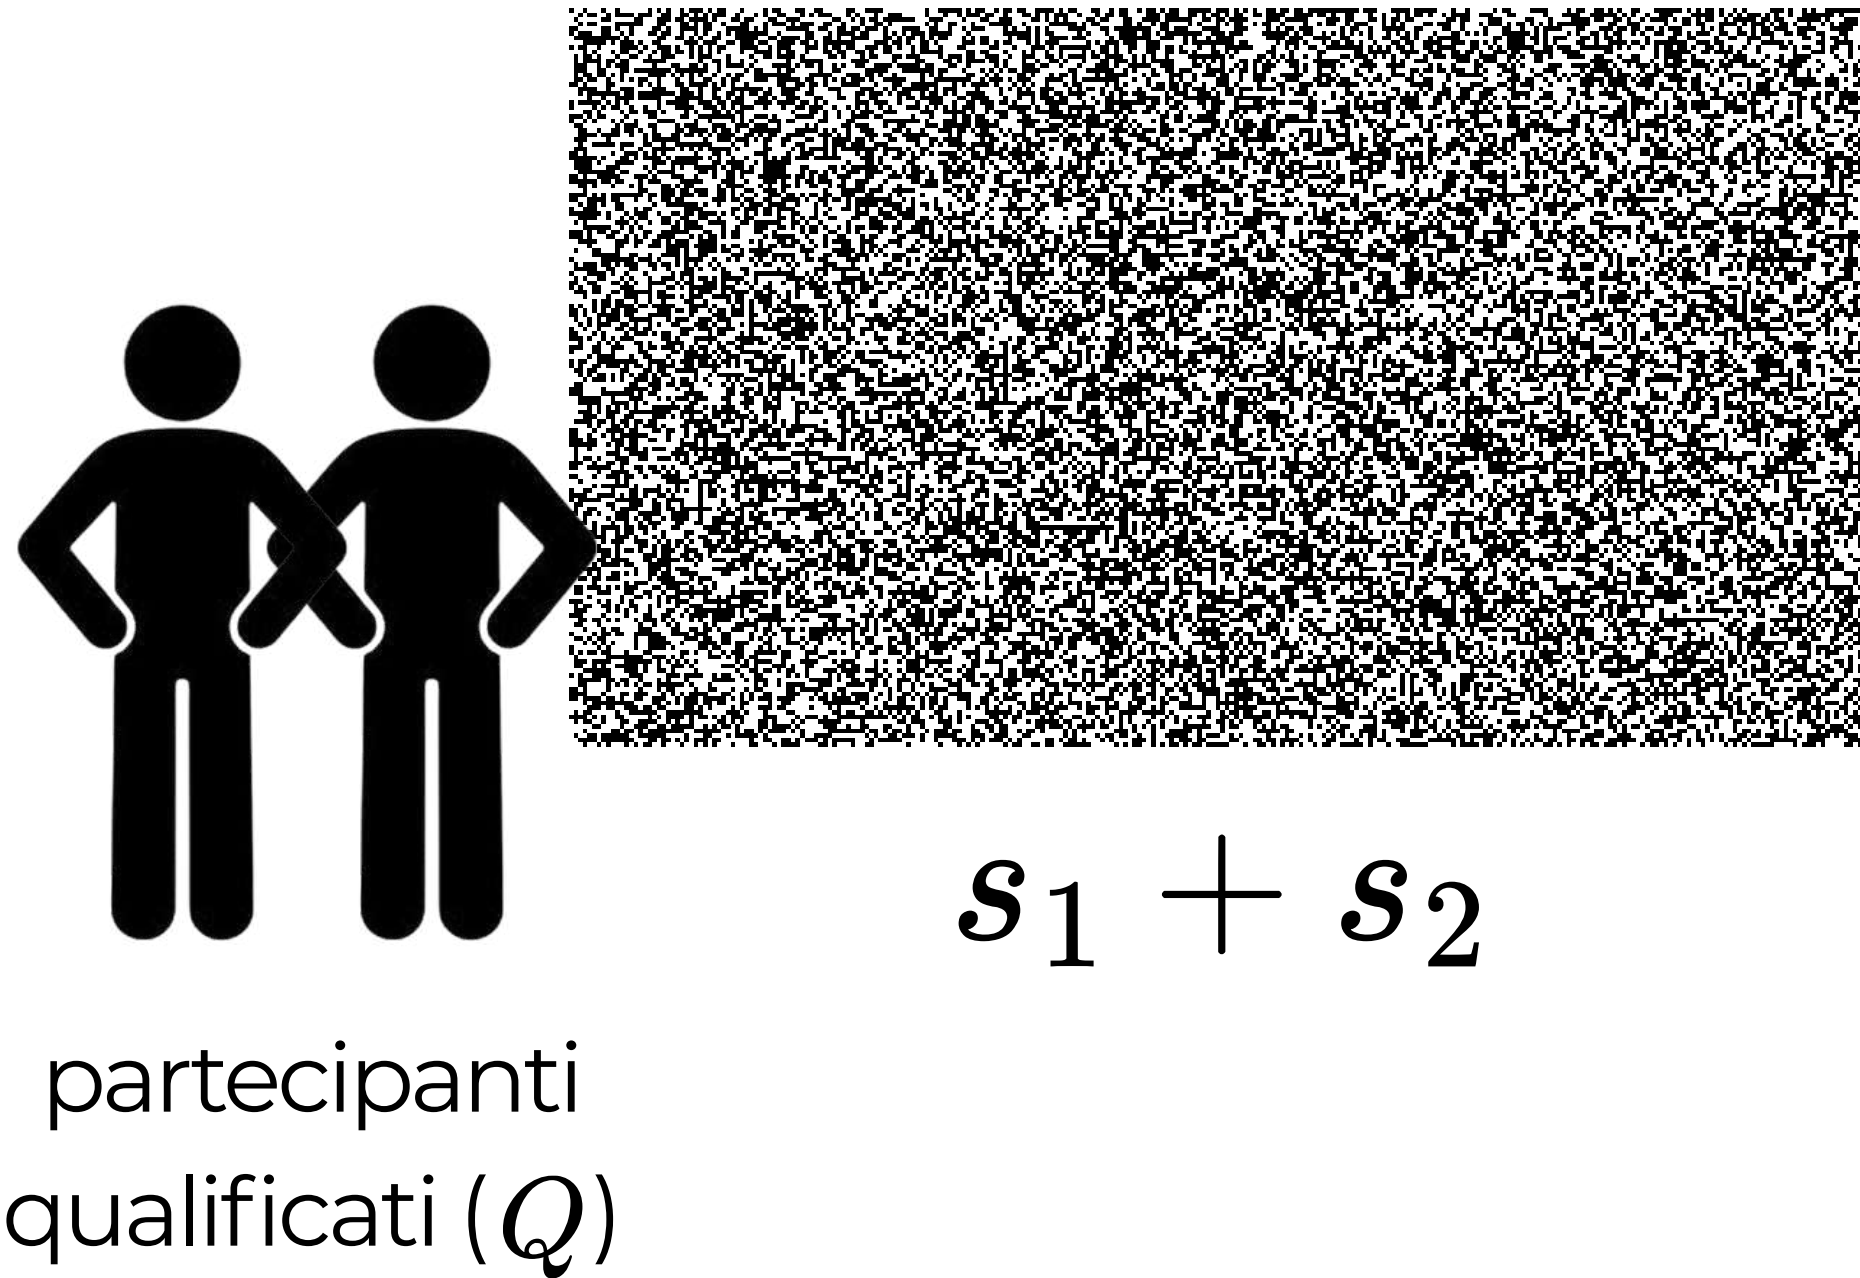 s₁ + s₂
partecipanti
qualificati (Q)